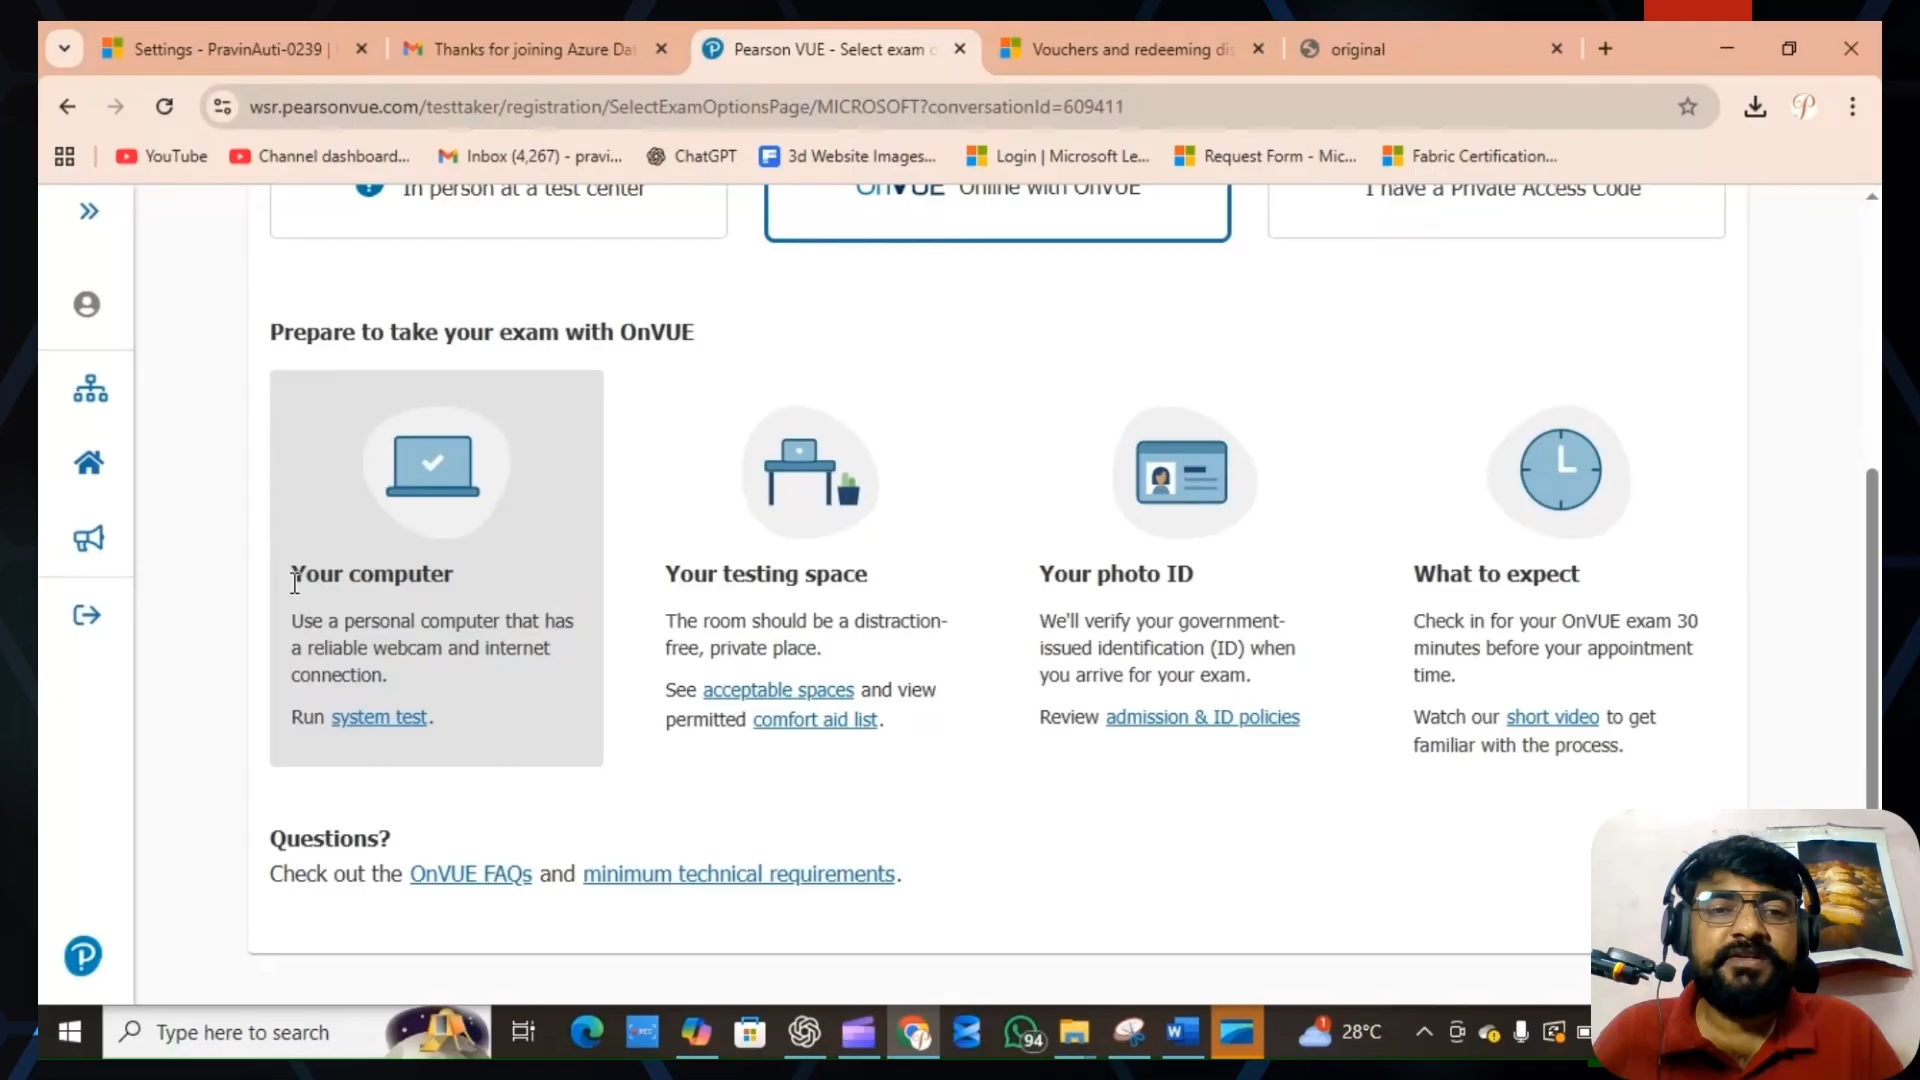 Settings - PravinAuti-0239 |
Thanks for joining Azure Da
Pearson VUE - Select exam o
Vouchers and redeeming di
original
wsr.pearsonvue.com/testtaker/registration/SelectExamOptionsPage/MICROSOFT?conversationId=609411
YouTube
Channel dashboard...
Inbox (4,267) - pravi...
ChatGPT
3d Website Images...
Login | Microsoft Le...
Request Form - Mic...
Fabric Certification...
In person at a test center
OnVUE Online with OnVUE
I have a Private Access Code
Prepare to take your exam with OnVUE
Your computer
Use a personal computer that has
a reliable webcam and internet
connection.
Run system test.
Your testing space
The room should be a distraction-
free, private place.
See acceptable spaces and view
permitted comfort aid list.
Your photo ID
We'll verify your government-
issued identification (ID) when
you arrive for your exam.
Review admission & ID policies
What to expect
Check in for your OnVUE exam 30
minutes before your appointment
time.
Watch our short video to get
familiar with the process.
Questions?
Check out the OnVUE FAQs and minimum technical requirements.
Type here to search
REC
94
1
28°C